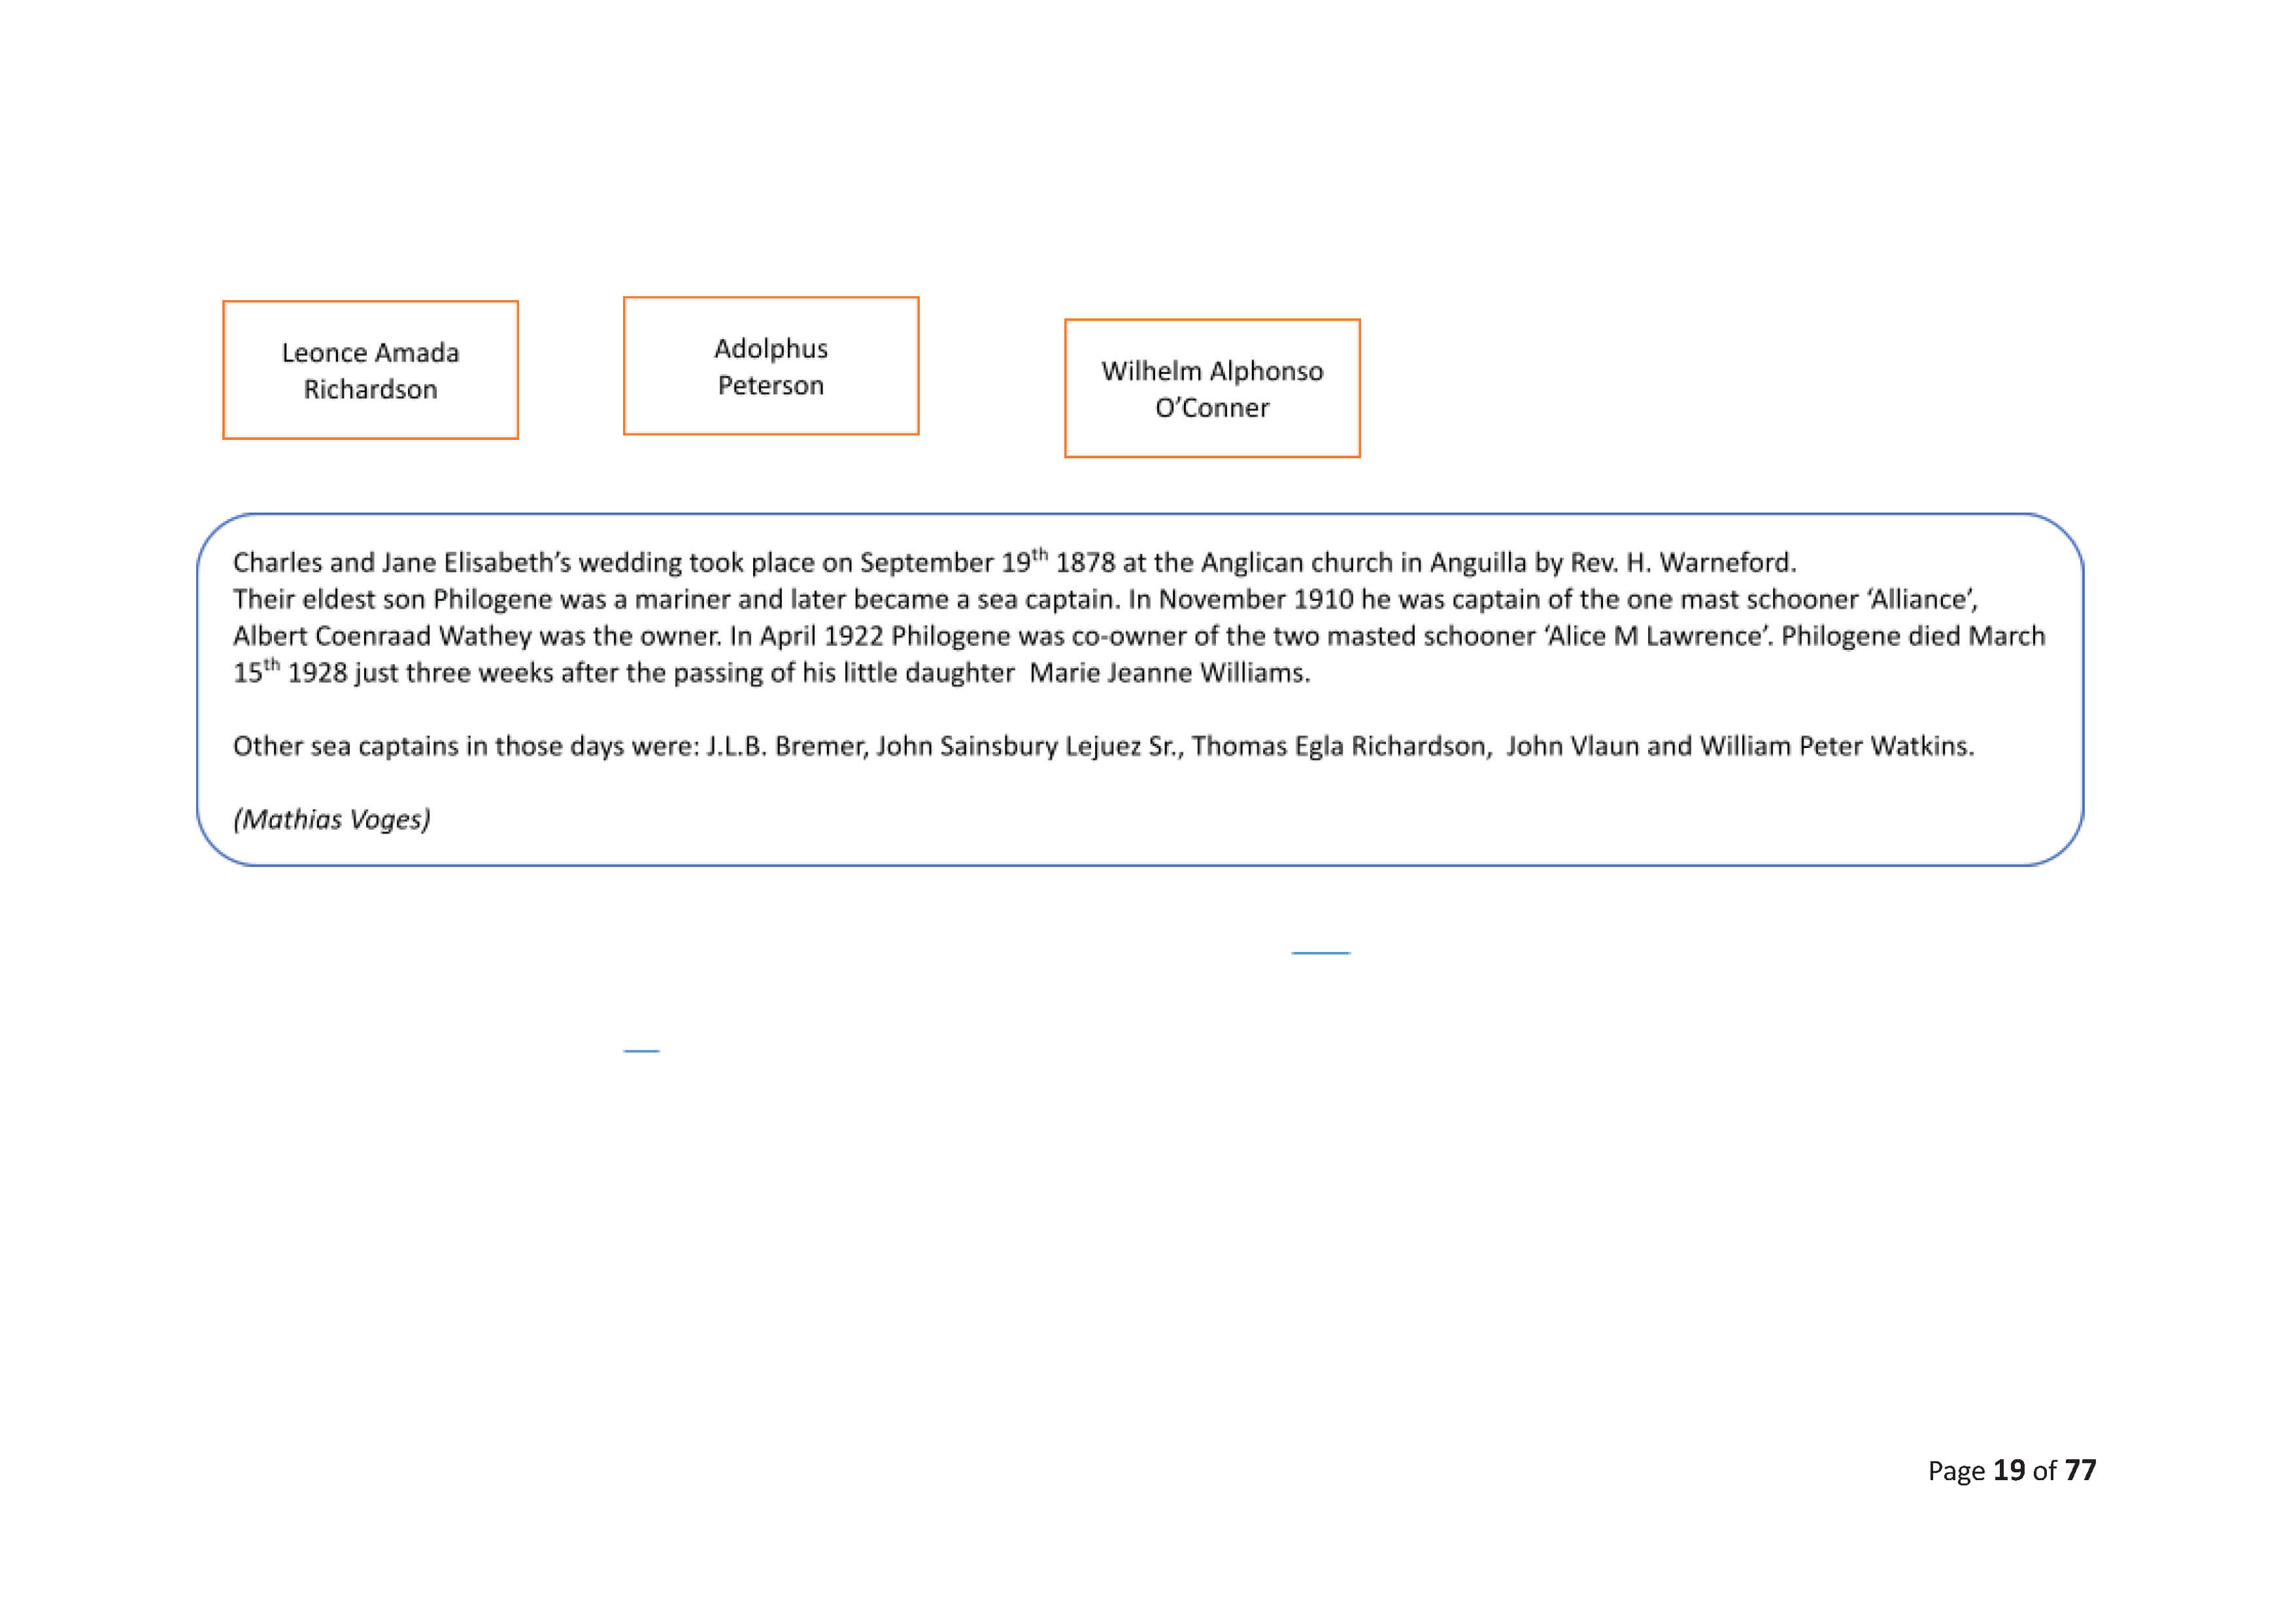 Leonce Amada
Richardson
Adolphus
Peterson
Wilhelm Alphonso
O’Conner
Charles and Jane Elisabeth’s wedding took place on September 19th 1878 at the Anglican church in Anguilla by Rev. H. Warneford.
Their eldest son Philogene was a mariner and later became a sea captain. In November 1910 he was captain of the one mast schooner ‘Alliance’,
Albert Coenraad Wathey was the owner. In April 1922 Philogene was co-owner of the two masted schooner ‘Alice M Lawrence’. Philogene died March
15th 1928 just three weeks after the passing of his little daughter  Marie Jeanne Williams.
Other sea captains in those days were: J.L.B. Bremer, John Sainsbury Lejuez Sr., Thomas Egla Richardson,  John Vlaun and William Peter Watkins.
(Mathias Voges)
Page 19 of 77